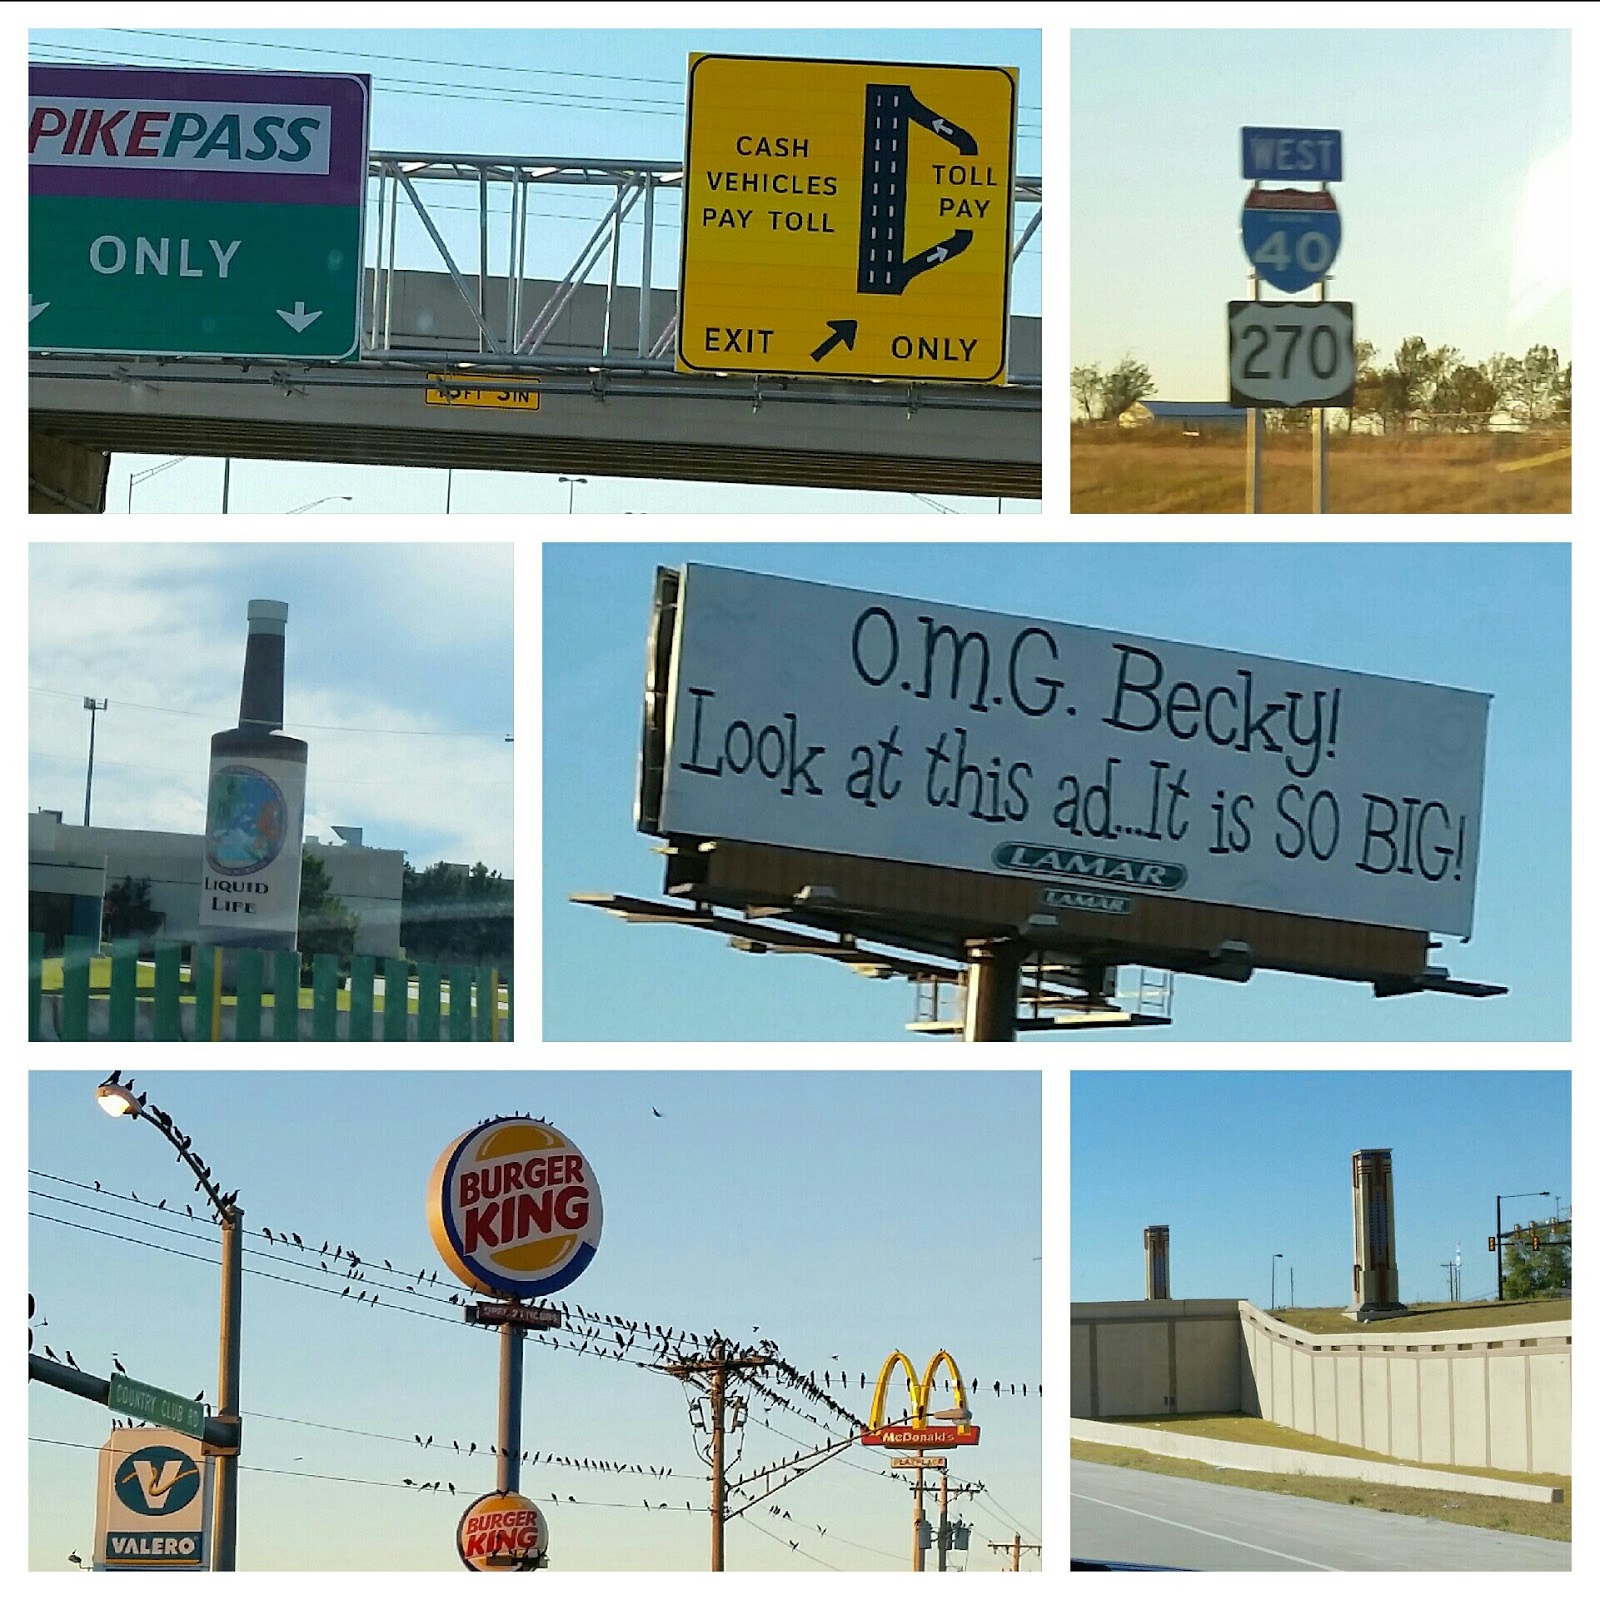 PIKEPASS
ONLY
CASH
VEHICLES
PAY TOLL
TOLL
PAY
EXIT
ONLY
WEST
40
270
LIQUID
LIFE
O.M.G. Becky!
Look at this ad...It is SO BIG!
LAMAR
LAMAR
BURGER
KING
COUNTRY CLUB RD
McDonald's
PLAYPLACE
VALERO
BURGER
KING